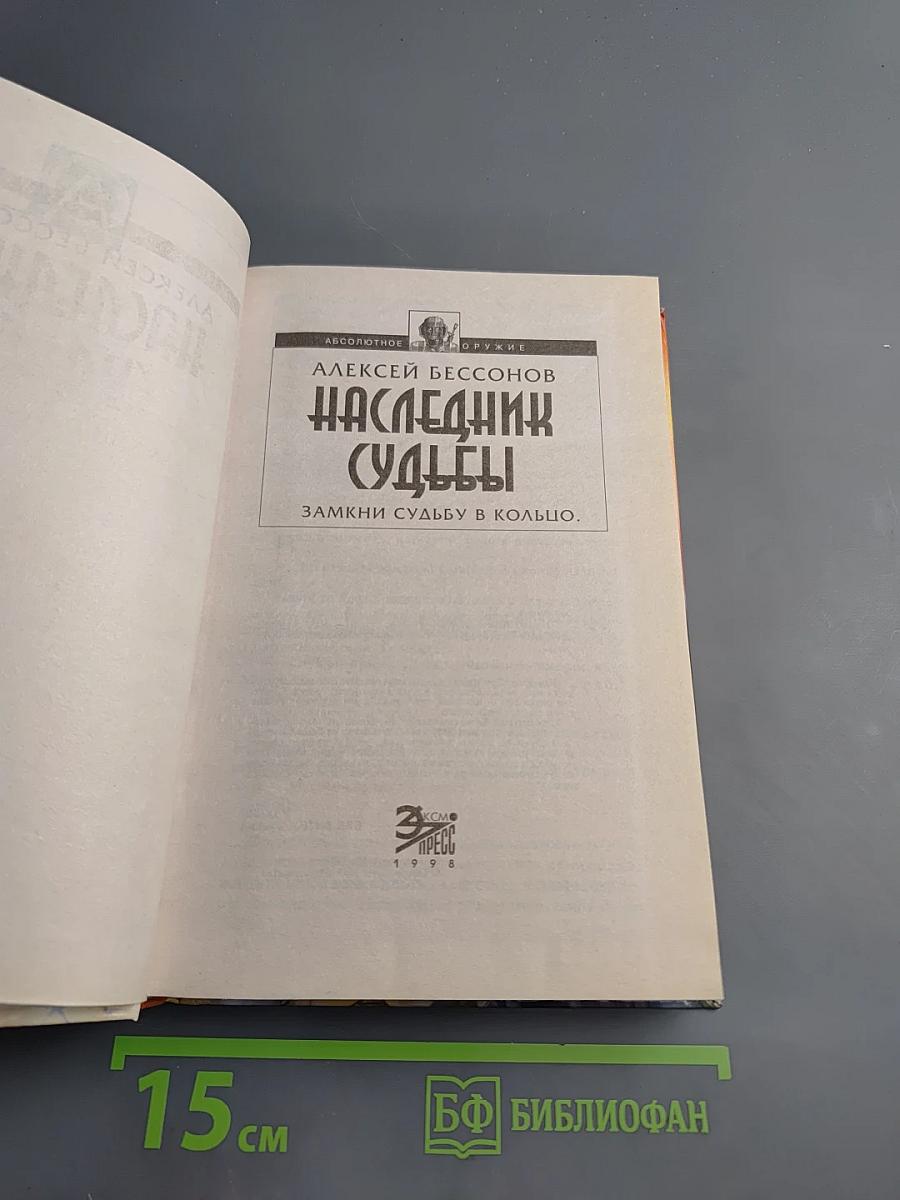 АБСОЛЮТНОЕ ОРУЖИЕ
АЛЕКСЕЙ БЕССОНОВ
НАСЛЕДНИК
СУДЬБЫ
ЗАМКНИ СУДЬБУ В КОЛЬЦО.
ЭКСМО
ПРЕСС
1998
15 СМ
БФ БИБЛИОФАН